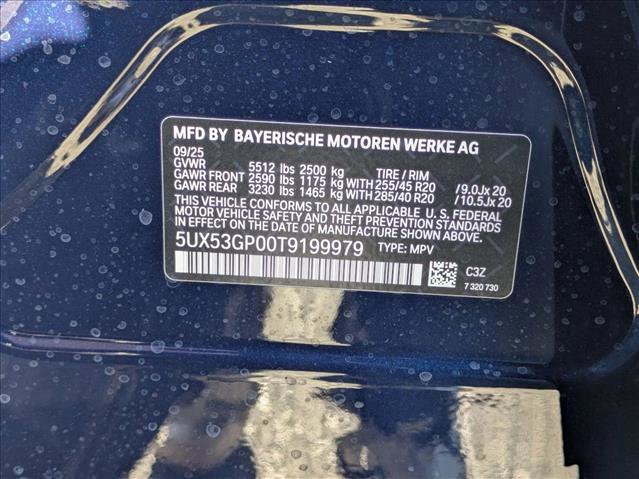 MFD BY BAYERISCHE MOTOREN WERKE AG
09/25
GVWR 5512 lbs 2500 kg TIRE / RIM
GAWR FRONT 2590 lbs 1175 kg WITH 255/45 R20 /9.0Jx 20
GAWR REAR 3230 lbs 1465 kg WITH 285/40 R20 /10.5Jx 20
THIS VEHICLE CONFORMS TO ALL APPLICABLE U. S. FEDERAL
MOTOR VEHICLE SAFETY AND THEFT PREVENTION STANDARDS
IN EFFECT ON THE DATE OF MANUFACTURE SHOWN ABOVE.
5UX53GP00T9199979 TYPE: MPV
C3Z
7 320 730